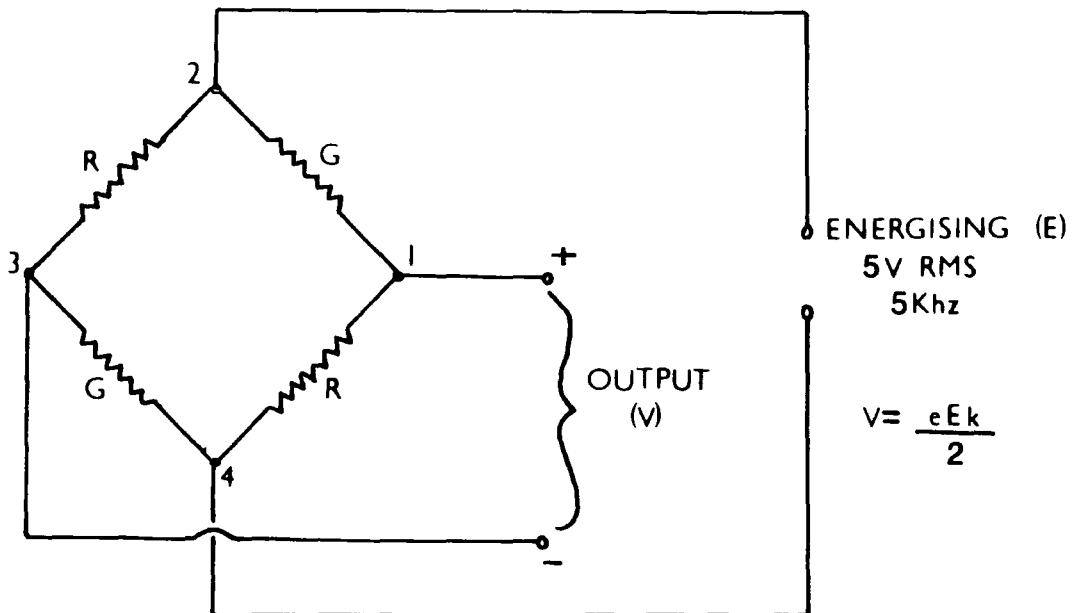 2
R
G
3
1
+
ENERGISING (E)
5V RMS
5Khz
G
R
OUTPUT
(V)
V= eEk
2
4
-